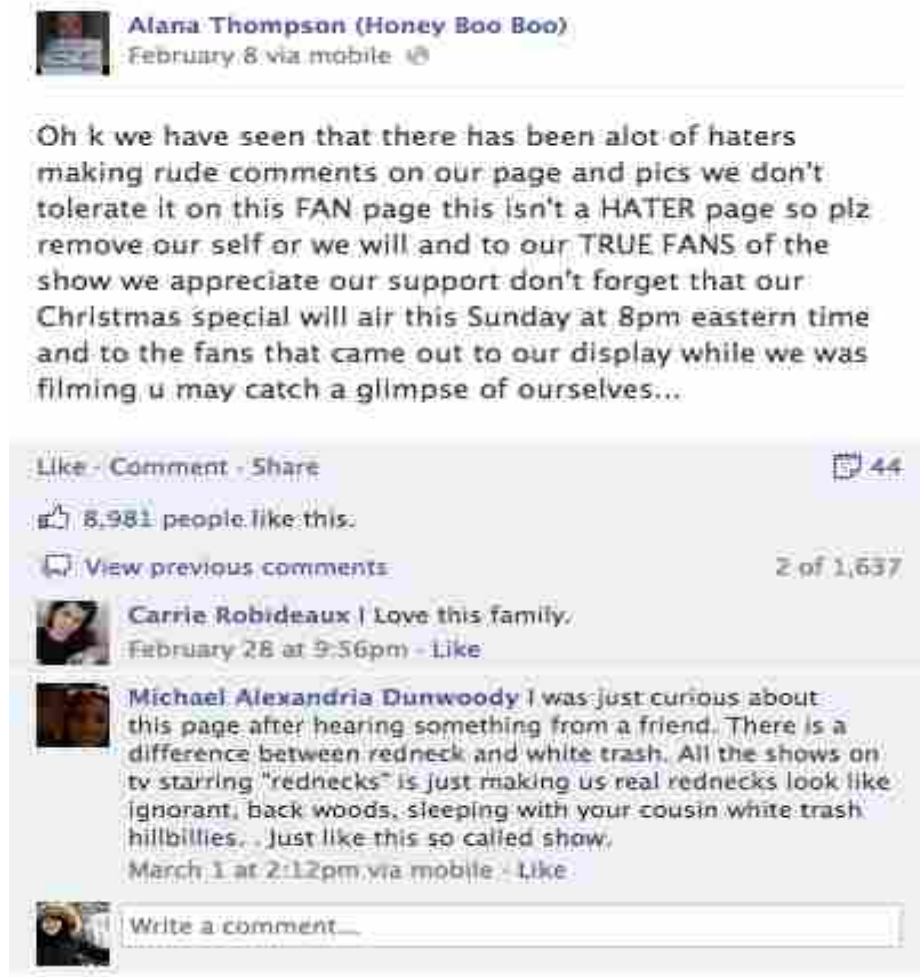 Alana Thompson (Honey Boo Boo)
February 8 via mobile
Oh k we have seen that there has been alot of haters
making rude comments on our page and pics we don't
tolerate it on this FAN page this isn't a HATER page so plz
remove our self or we will and to our TRUE FANS of the
show we appreciate our support don't forget that our
Christmas special will air this Sunday at 8pm eastern time
and to the fans that came out to our display while we was
filming u may catch a glimpse of ourselves...
Like - Comment - Share 44
8,981 people like this.
View previous comments 2 of 1,637
Carrie Robideaux I Love this family.
February 28 at 9:56pm - Like
Michael Alexandria Dunwoody I was just curious about
this page after hearing something from a friend. There is a
difference between redneck and white trash. All the shows on
tv starring "rednecks" is just making us real rednecks look like
ignorant, back woods, sleeping with your cousin white trash
hillbillies. . Just like this so called show.
March 1 at 2:12pm via mobile - Like
Write a comment...